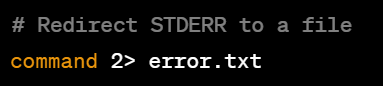 # Redirect STDERR to a file
command 2> error.txt